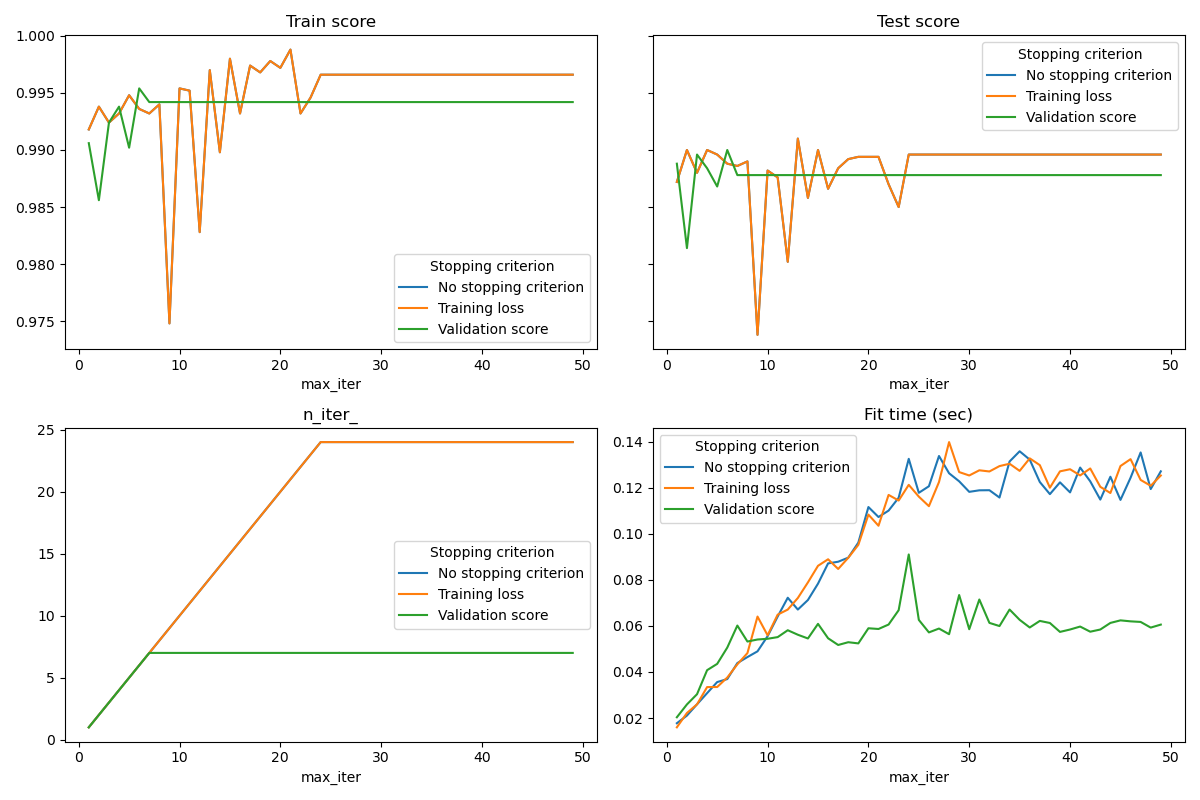 Train score
1.000
0.995
0.990
0.985
0.980
0.975
Stopping criterion
No stopping criterion
Training loss
Validation score
0 10 20 30 40 50
max_iter
Test score
Stopping criterion
No stopping criterion
Training loss
Validation score
0 10 20 30 40 50
max_iter
n_iter_
25
20
15
10
5
0
Stopping criterion
No stopping criterion
Training loss
Validation score
0 10 20 30 40 50
max_iter
Fit time (sec)
0.14
0.12
0.10
0.08
0.06
0.04
0.02
Stopping criterion
No stopping criterion
Training loss
Validation score
0 10 20 30 40 50
max_iter